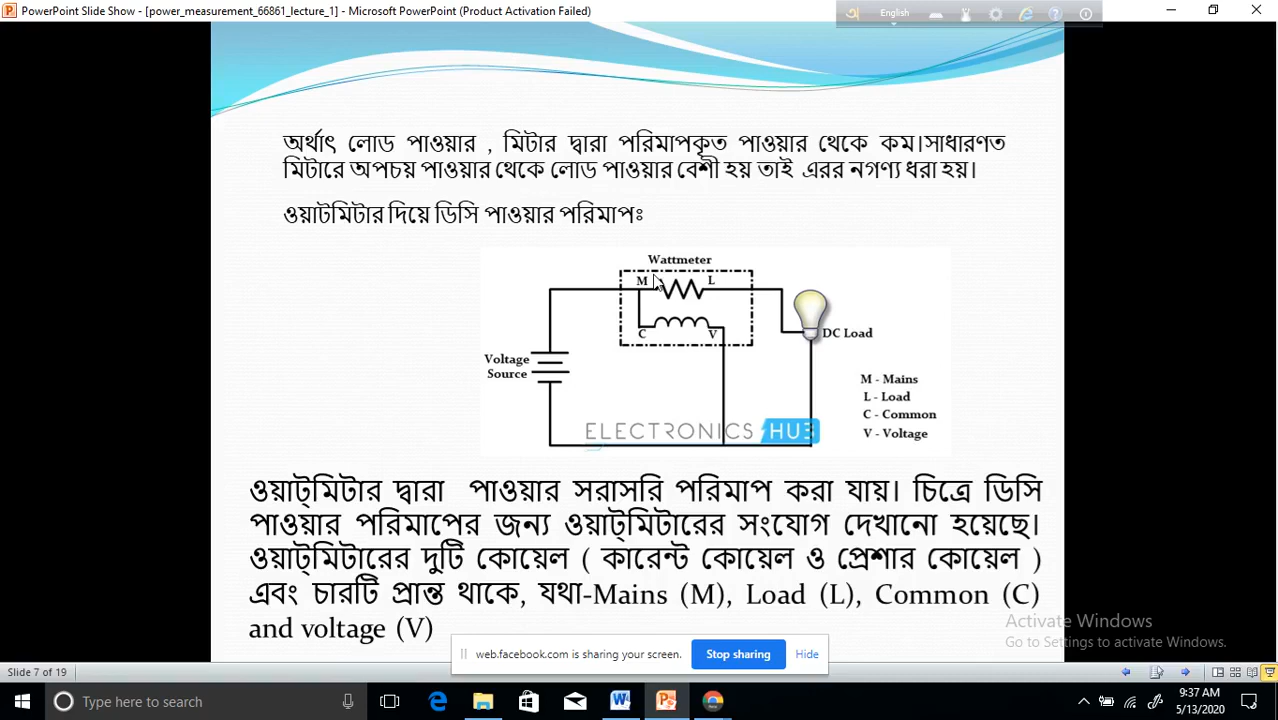 PowerPoint Slide Show - [power_measurement_66861_lecture_1] - Microsoft PowerPoint (Product Activation Failed)
English
অর্থাৎ লোড পাওয়ার , মিটার দ্বারা পরিমাপকৃত পাওয়ার থেকে কম।সাধারণত
মিটারে অপচয় পাওয়ার থেকে লোড পাওয়ার বেশী হয় তাই এরর নগণ্য ধরা হয়।
ওয়াটমিটার দিয়ে ডিসি পাওয়ার পরিমাপঃ
Wattmeter
M L
C V
DC Load
Voltage
Source
M - Mains
L - Load
C - Common
V - Voltage
ELECTRONICS HUB
ওয়াট্মিটার দ্বারা পাওয়ার সরাসরি পরিমাপ করা যায়। চিত্রে ডিসি
পাওয়ার পরিমাপের জন্য ওয়াট্মিটারের সংযোগ দেখানো হয়েছে।
ওয়াট্মিটারের দুটি কোয়েল ( কারেন্ট কোয়েল ও প্রেশার কোয়েল )
এবং চারটি প্রান্ত থাকে, যথা-Mains (M), Load (L), Common (C)
and voltage (V)
Activate Windows
Go to Settings to activate Windows.
web.facebook.com is sharing your screen. Stop sharing Hide
Slide 7 of 19
Type here to search
9:37 AM
5/13/2020